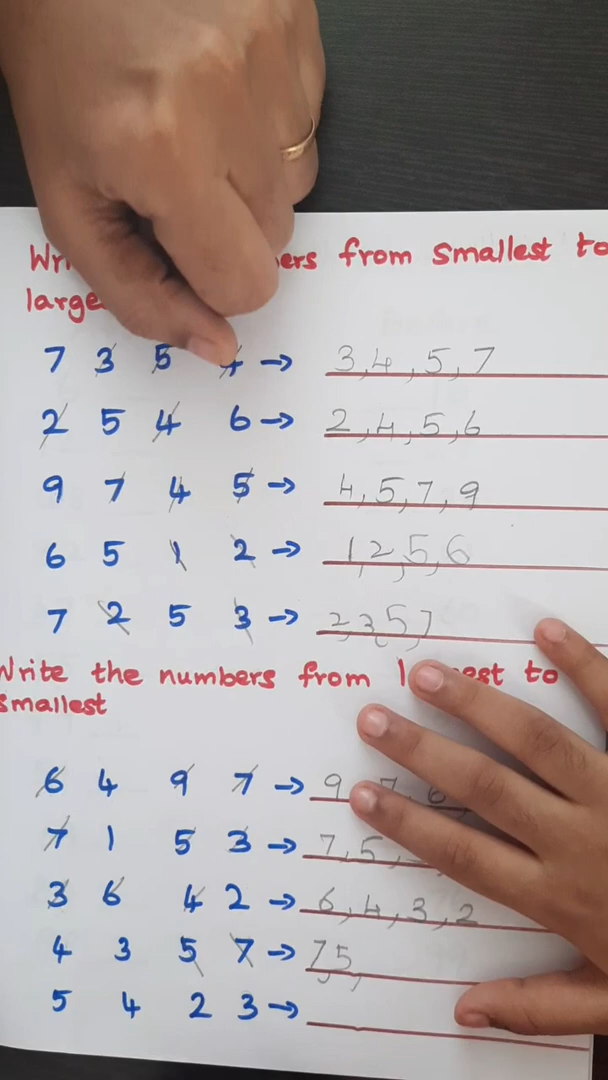 ers from smallest to
large
7 3 5 4 → 3,4,5,7
2 5 4 6 → 2,4,5,6
9 7 4 5 → 4,5,7,9
6 5 1 2 → 1,2,5,6
7 2 5 3 → 2,3,5,7
Write the numbers from to
smallest
6 4 9 7 → 9 7, 6
7 1 5 3 → 7,5,
3 6 4 2 → 6,4,3,2
4 3 5 7 → 7,5,
5 4 2 3 →